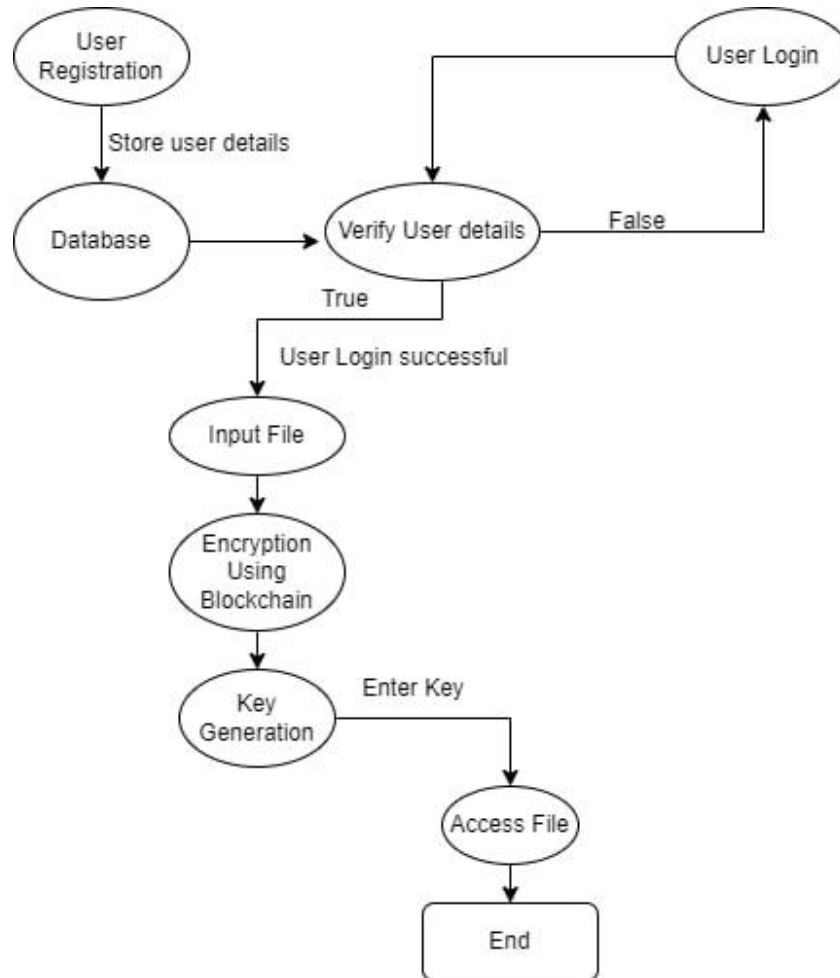 User
Registration
User Login
Store user details
Database
Verify User details
False
True
User Login successful
Input File
Encryption
Using
Blockchain
Key
Generation
Enter Key
Access File
End